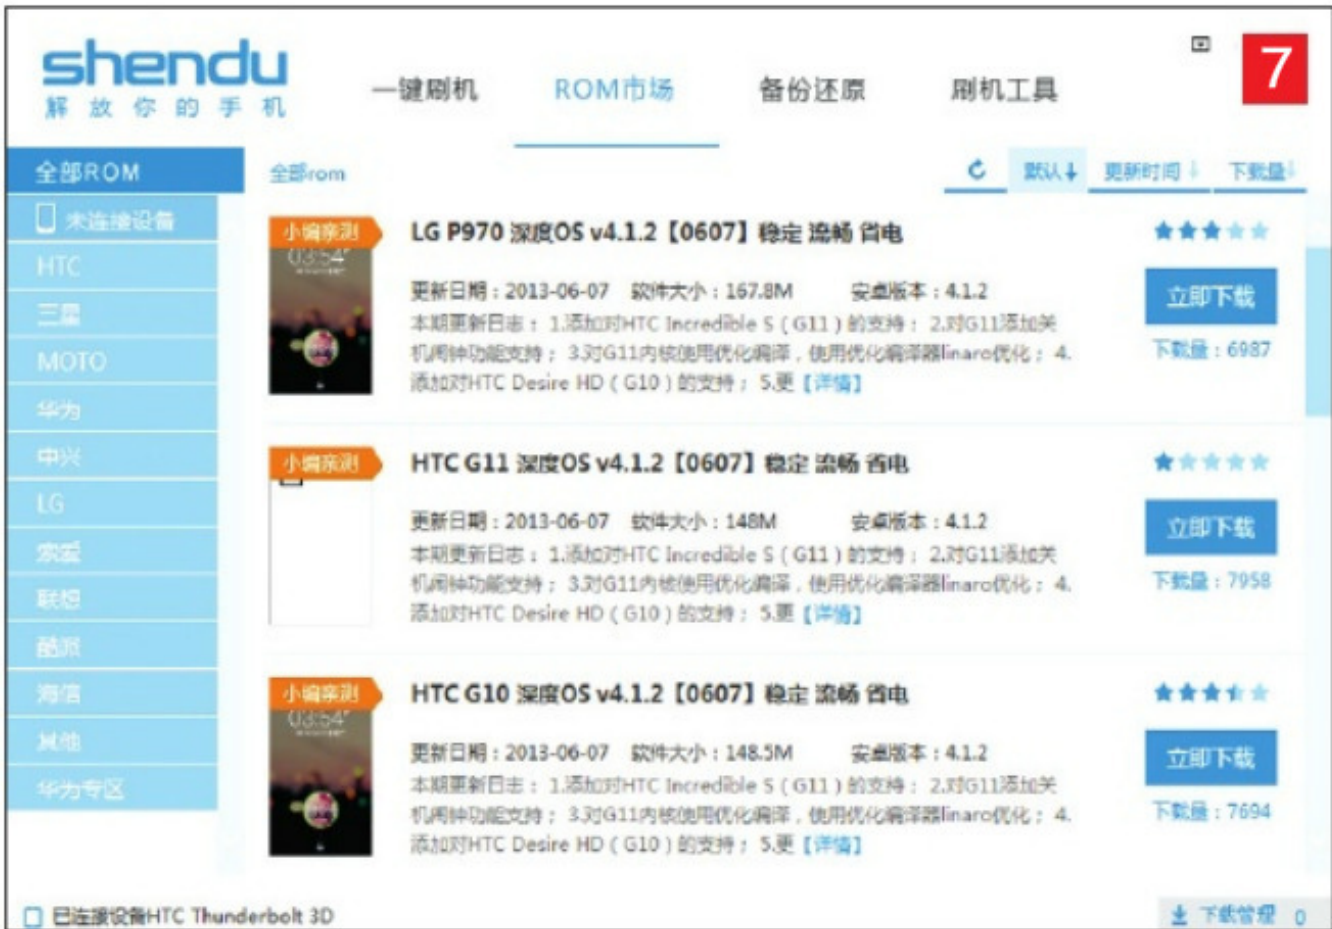 shendu
解放你的手机
一键刷机 ROM市场 备份还原 刷机工具
7
全部ROM
未连接设备
HTC
三星
MOTO
华为
中兴
LG
索爱
联想
酷派
海信
其他
华为专区
全部rom
默认↓ 更新时间↓ 下载量↓
小编亲测
03:54
LG P970 深度OS v4.1.2【0607】稳定 流畅 省电
更新日期：2013-06-07 软件大小：167.8M 安卓版本：4.1.2
本期更新日志： 1.添加对HTC Incredible S ( G11 ) 的支持； 2.对G11添加关
机闹钟功能支持； 3.对G11内核使用优化编译，使用优化编译器linaro优化； 4.
添加对HTC Desire HD ( G10 ) 的支持； 5.更【详情】
立即下载
下载量：6987
小编亲测
HTC G11 深度OS v4.1.2【0607】稳定 流畅 省电
更新日期：2013-06-07 软件大小：148M 安卓版本：4.1.2
本期更新日志： 1.添加对HTC Incredible S ( G11 ) 的支持； 2.对G11添加关
机闹钟功能支持； 3.对G11内核使用优化编译，使用优化编译器linaro优化； 4.
添加对HTC Desire HD ( G10 ) 的支持； 5.更【详情】
立即下载
下载量：7958
小编亲测
03:54
HTC G10 深度OS v4.1.2【0607】稳定 流畅 省电
更新日期：2013-06-07 软件大小：148.5M 安卓版本：4.1.2
本期更新日志： 1.添加对HTC Incredible S ( G11 ) 的支持； 2.对G11添加关
机闹钟功能支持； 3.对G11内核使用优化编译，使用优化编译器linaro优化； 4.
添加对HTC Desire HD ( G10 ) 的支持； 5.更【详情】
立即下载
下载量：7694
已连接设备HTC Thunderbolt 3D
下载管理 0